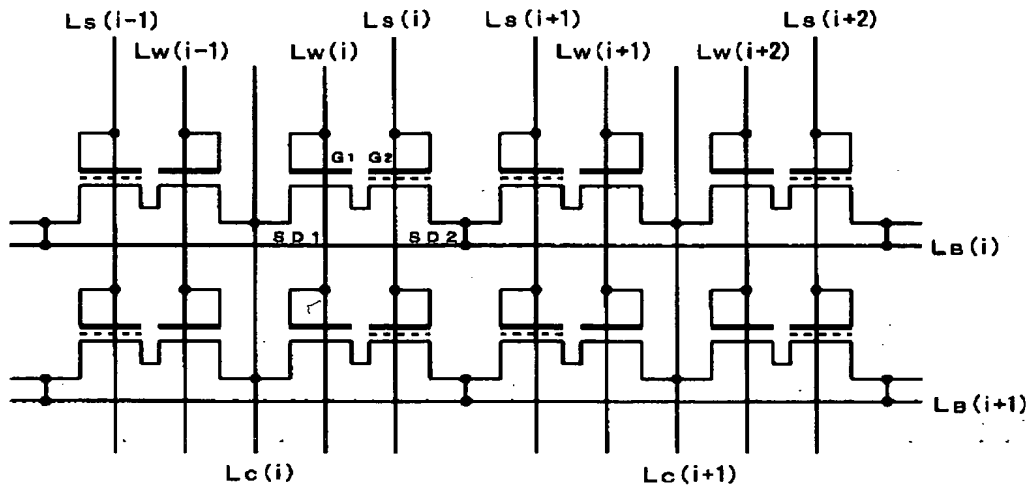 Ls(i-1) Ls(i) Ls(i+1) Ls(i+2)
Lw(i-1) Lw(i) Lw(i+1) Lw(i+2)
G1 G2
SD1 SD2
LB(i)
LB(i+1)
Lc(i) Lc(i+1)